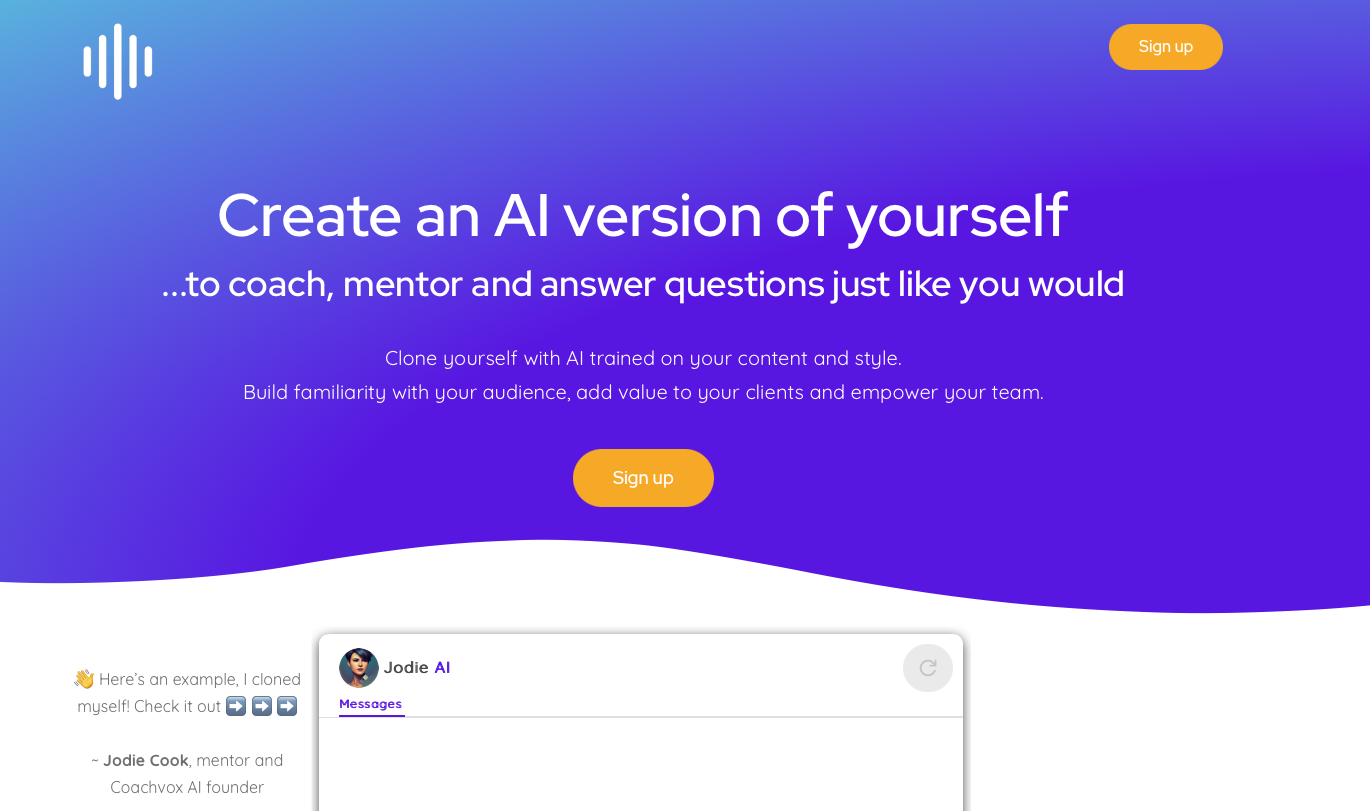 Sign up
Create an AI version of yourself
...to coach, mentor and answer questions just like you would
Clone yourself with AI trained on your content and style.
Build familiarity with your audience, add value to your clients and empower your team.
Sign up
👋 Here's an example, I cloned
myself! Check it out ➡️ ➡️ ➡️
~ Jodie Cook, mentor and
Coachvox AI founder
Jodie AI
Messages